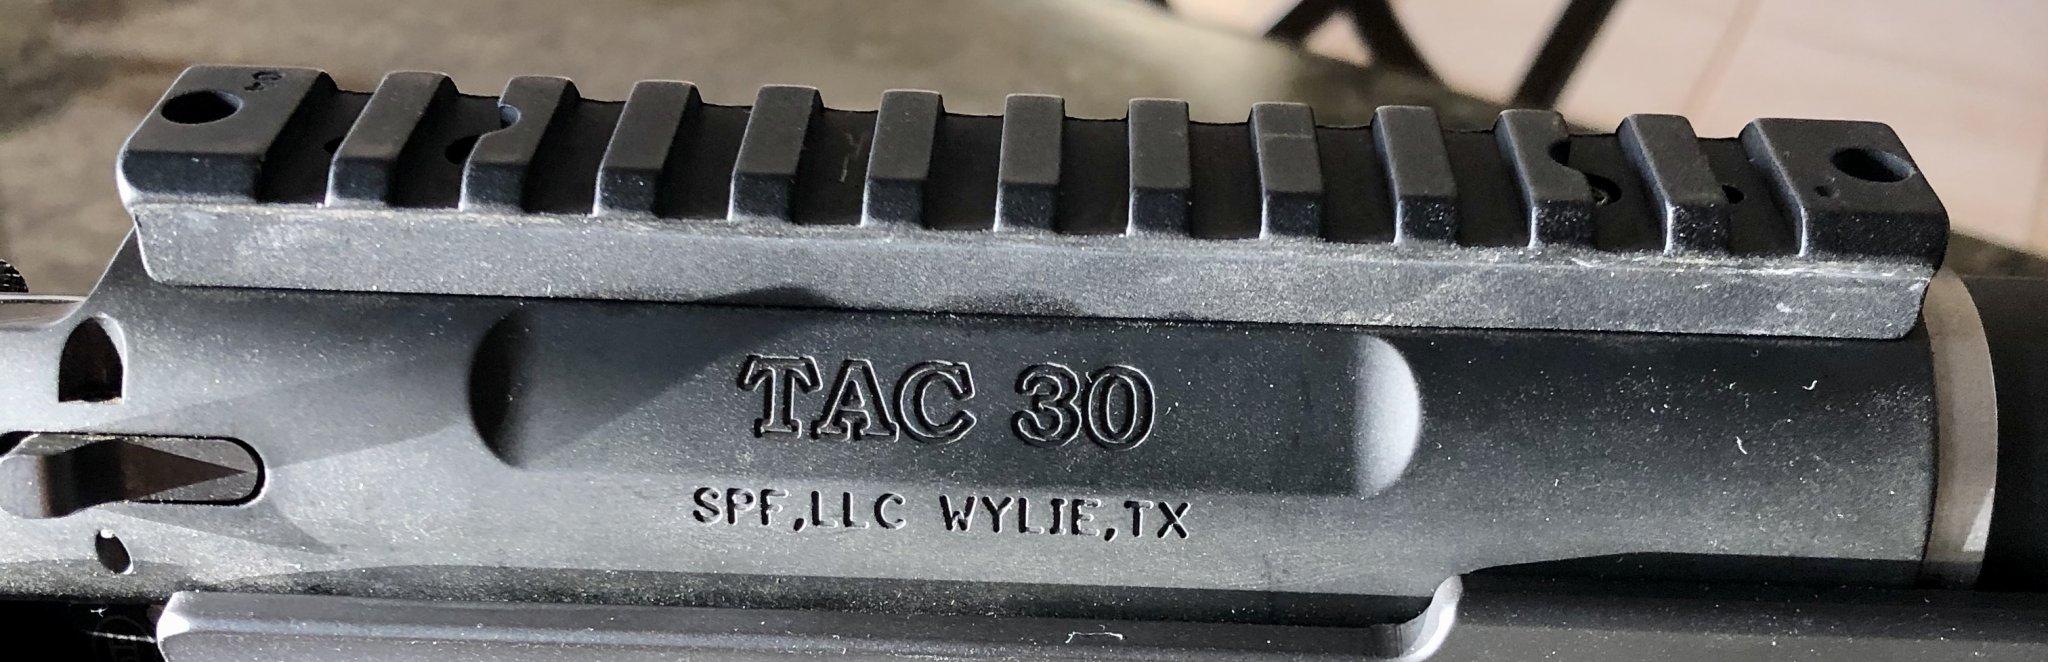 TAC 30
SPF,LLC WYLIE,TX